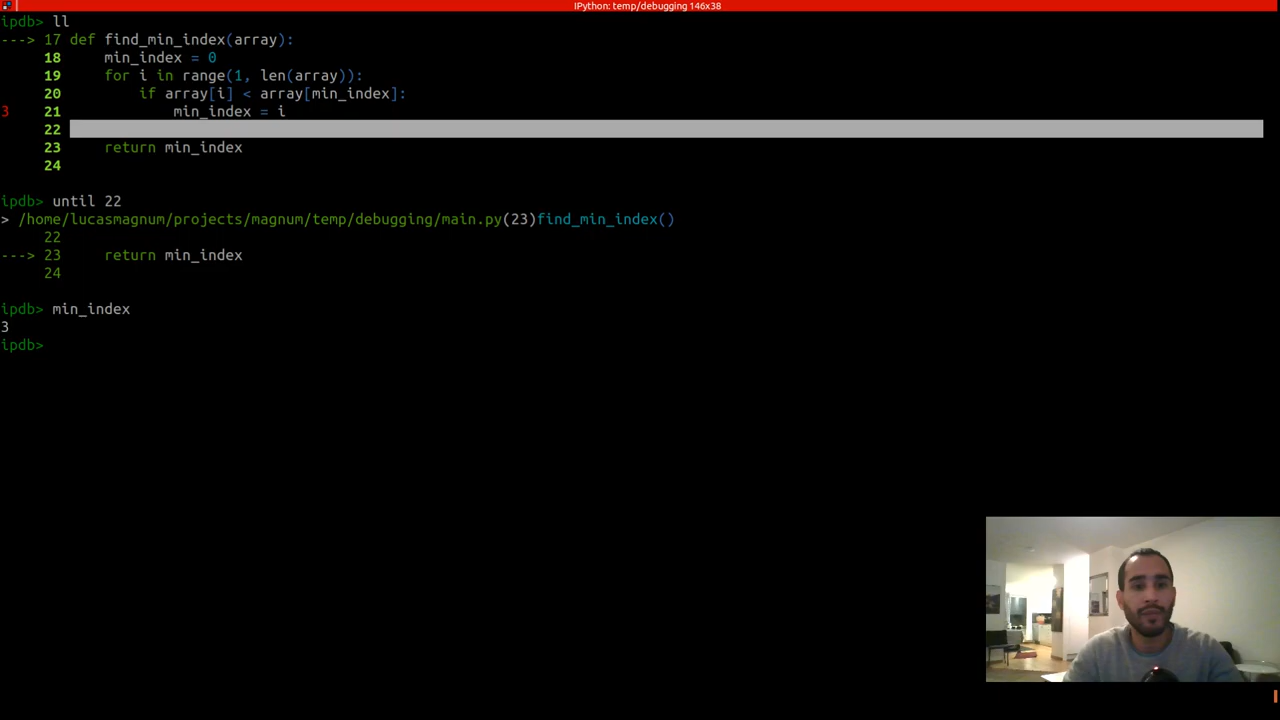 IPython: temp/debugging 146x38
ipdb> ll
---> 17 def find_min_index(array):
18     min_index = 0
19     for i in range(1, len(array)):
20         if array[i] < array[min_index]:
3    21             min_index = i
22
23     return min_index
24
ipdb> until 22
> /home/lucasmagnum/projects/magnum/temp/debugging/main.py(23)find_min_index()
22
---> 23     return min_index
24
ipdb> min_index
3
ipdb>